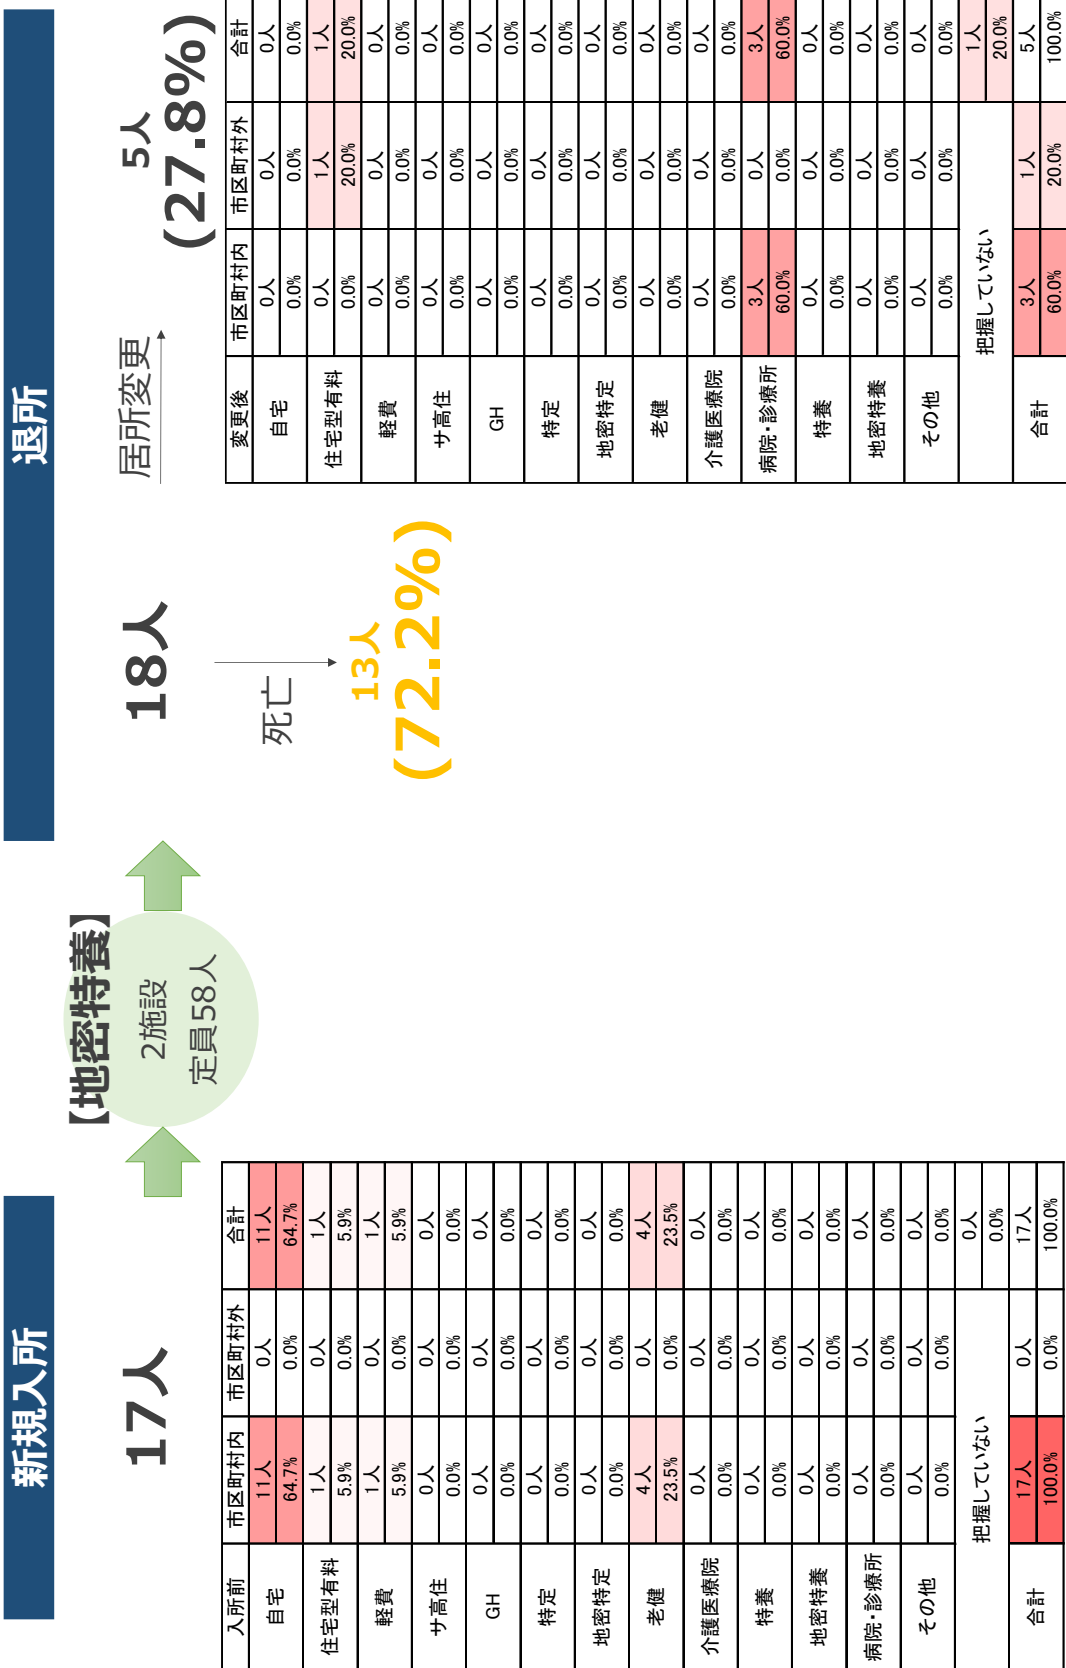 新規入所
退所
17人
【地密特養】
2施設
定員58人
18人
死亡
13人
(72.2%)
居所変更
5人
(27.8%)
入所前 市区町村内 市区町村外 合計
自宅 11人 0人 11人
64.7% 0.0% 64.7%
住宅型有料 1人 0人 1人
5.9% 0.0% 5.9%
軽費 1人 0人 1人
5.9% 0.0% 5.9%
サ高住 0人 0人 0人
0.0% 0.0% 0.0%
GH 0人 0人 0人
0.0% 0.0% 0.0%
特定 0人 0人 0人
0.0% 0.0% 0.0%
地密特定 0人 0人 0人
0.0% 0.0% 0.0%
老健 4人 0人 4人
23.5% 0.0% 23.5%
介護医療院 0人 0人 0人
0.0% 0.0% 0.0%
特養 0人 0人 0人
0.0% 0.0% 0.0%
地密特養 0人 0人 0人
0.0% 0.0% 0.0%
病院・診療所 0人 0人 0人
0.0% 0.0% 0.0%
その他 0人 0人 0人
0.0% 0.0% 0.0%
把握していない 0人
0.0%
合計 17人 0人 17人
100.0% 0.0% 100.0%
変更後 市区町村内 市区町村外 合計
自宅 0人 0人 0人
0.0% 0.0% 0.0%
住宅型有料 0人 1人 1人
0.0% 20.0% 20.0%
軽費 0人 0人 0人
0.0% 0.0% 0.0%
サ高住 0人 0人 0人
0.0% 0.0% 0.0%
GH 0人 0人 0人
0.0% 0.0% 0.0%
特定 0人 0人 0人
0.0% 0.0% 0.0%
地密特定 0人 0人 0人
0.0% 0.0% 0.0%
老健 0人 0人 0人
0.0% 0.0% 0.0%
介護医療院 0人 0人 0人
0.0% 0.0% 0.0%
病院・診療所 3人 0人 3人
60.0% 0.0% 60.0%
特養 0人 0人 0人
0.0% 0.0% 0.0%
地密特養 0人 0人 0人
0.0% 0.0% 0.0%
その他 0人 0人 0人
0.0% 0.0% 0.0%
把握していない 1人
20.0%
合計 3人 1人 5人
60.0% 20.0% 100.0%